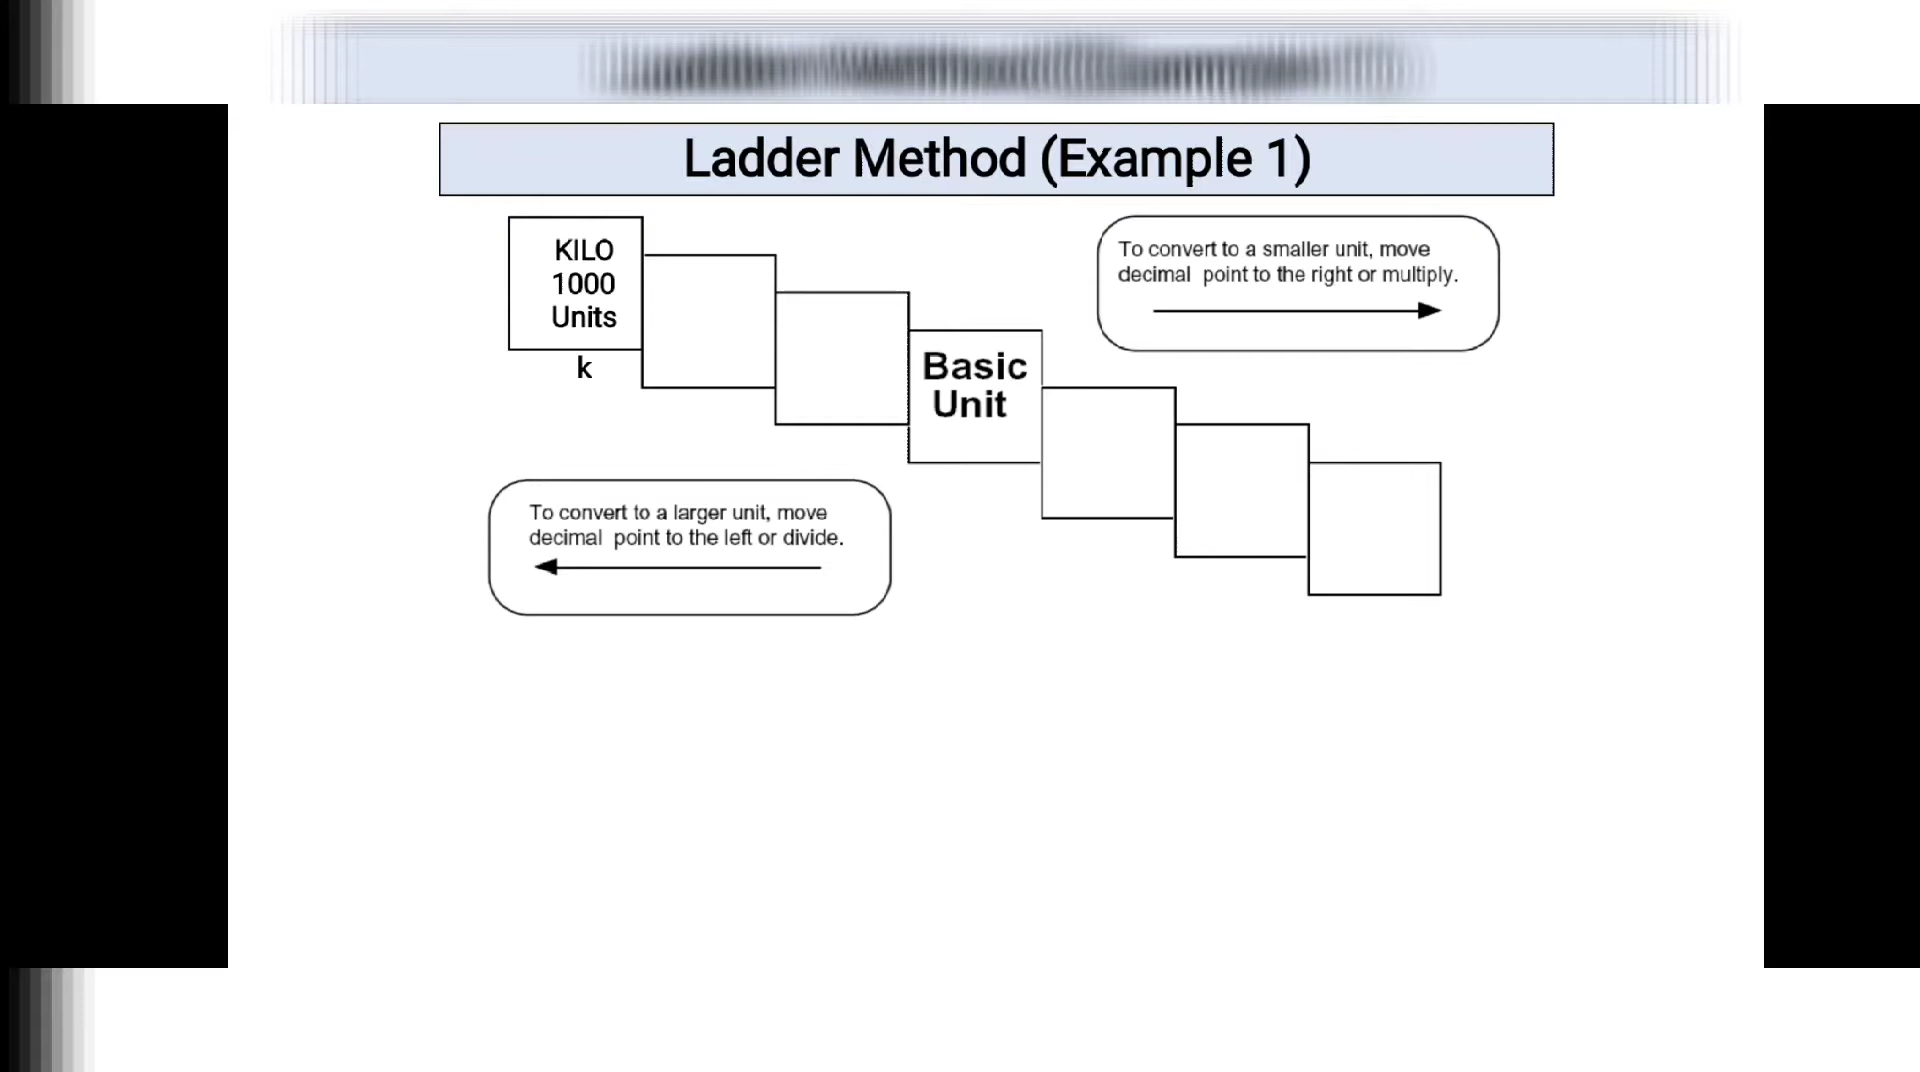 Ladder Method (Example 1)
KILO
1000
Units
k
To convert to a smaller unit, move
decimal point to the right or multiply.
Basic
Unit
To convert to a larger unit, move
decimal point to the left or divide.